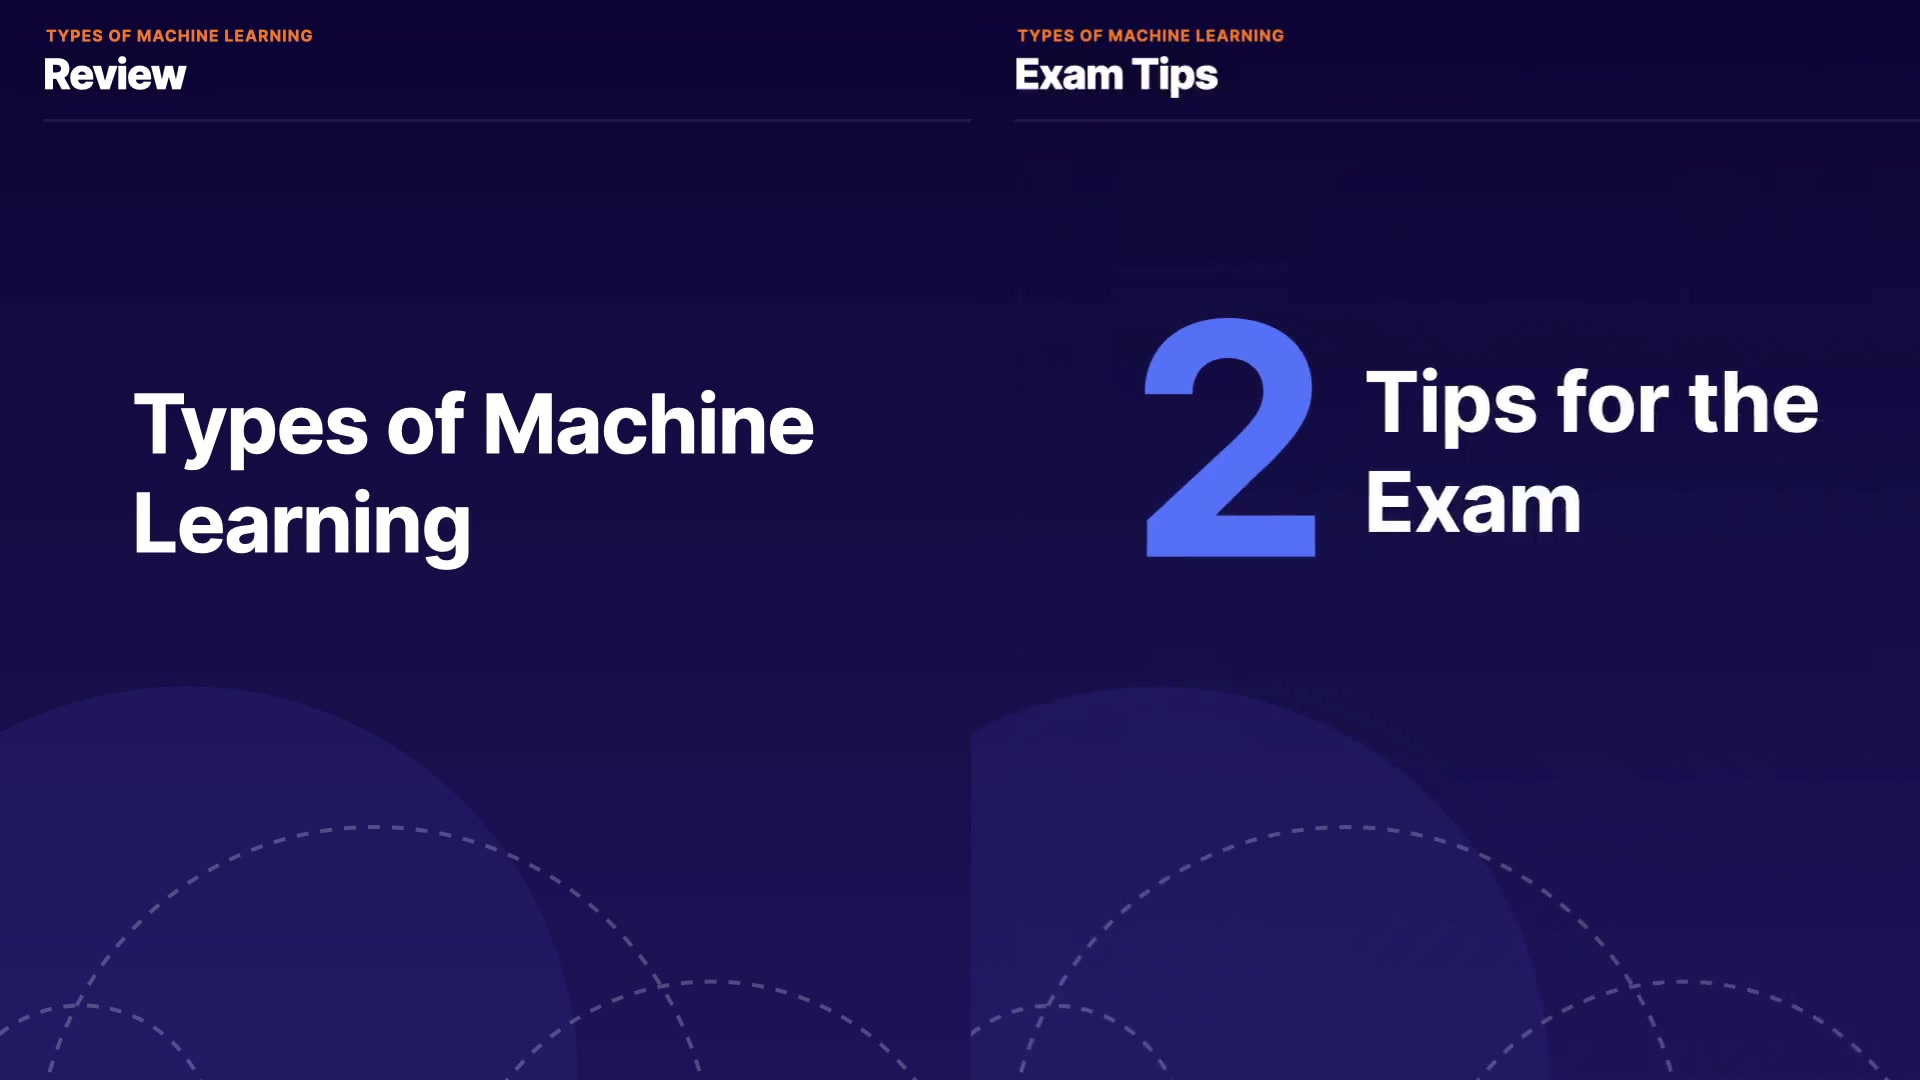 TYPES OF MACHINE LEARNING
Review
Types of Machine
Learning
TYPES OF MACHINE LEARNING
Exam Tips
2
Tips for the
Exam